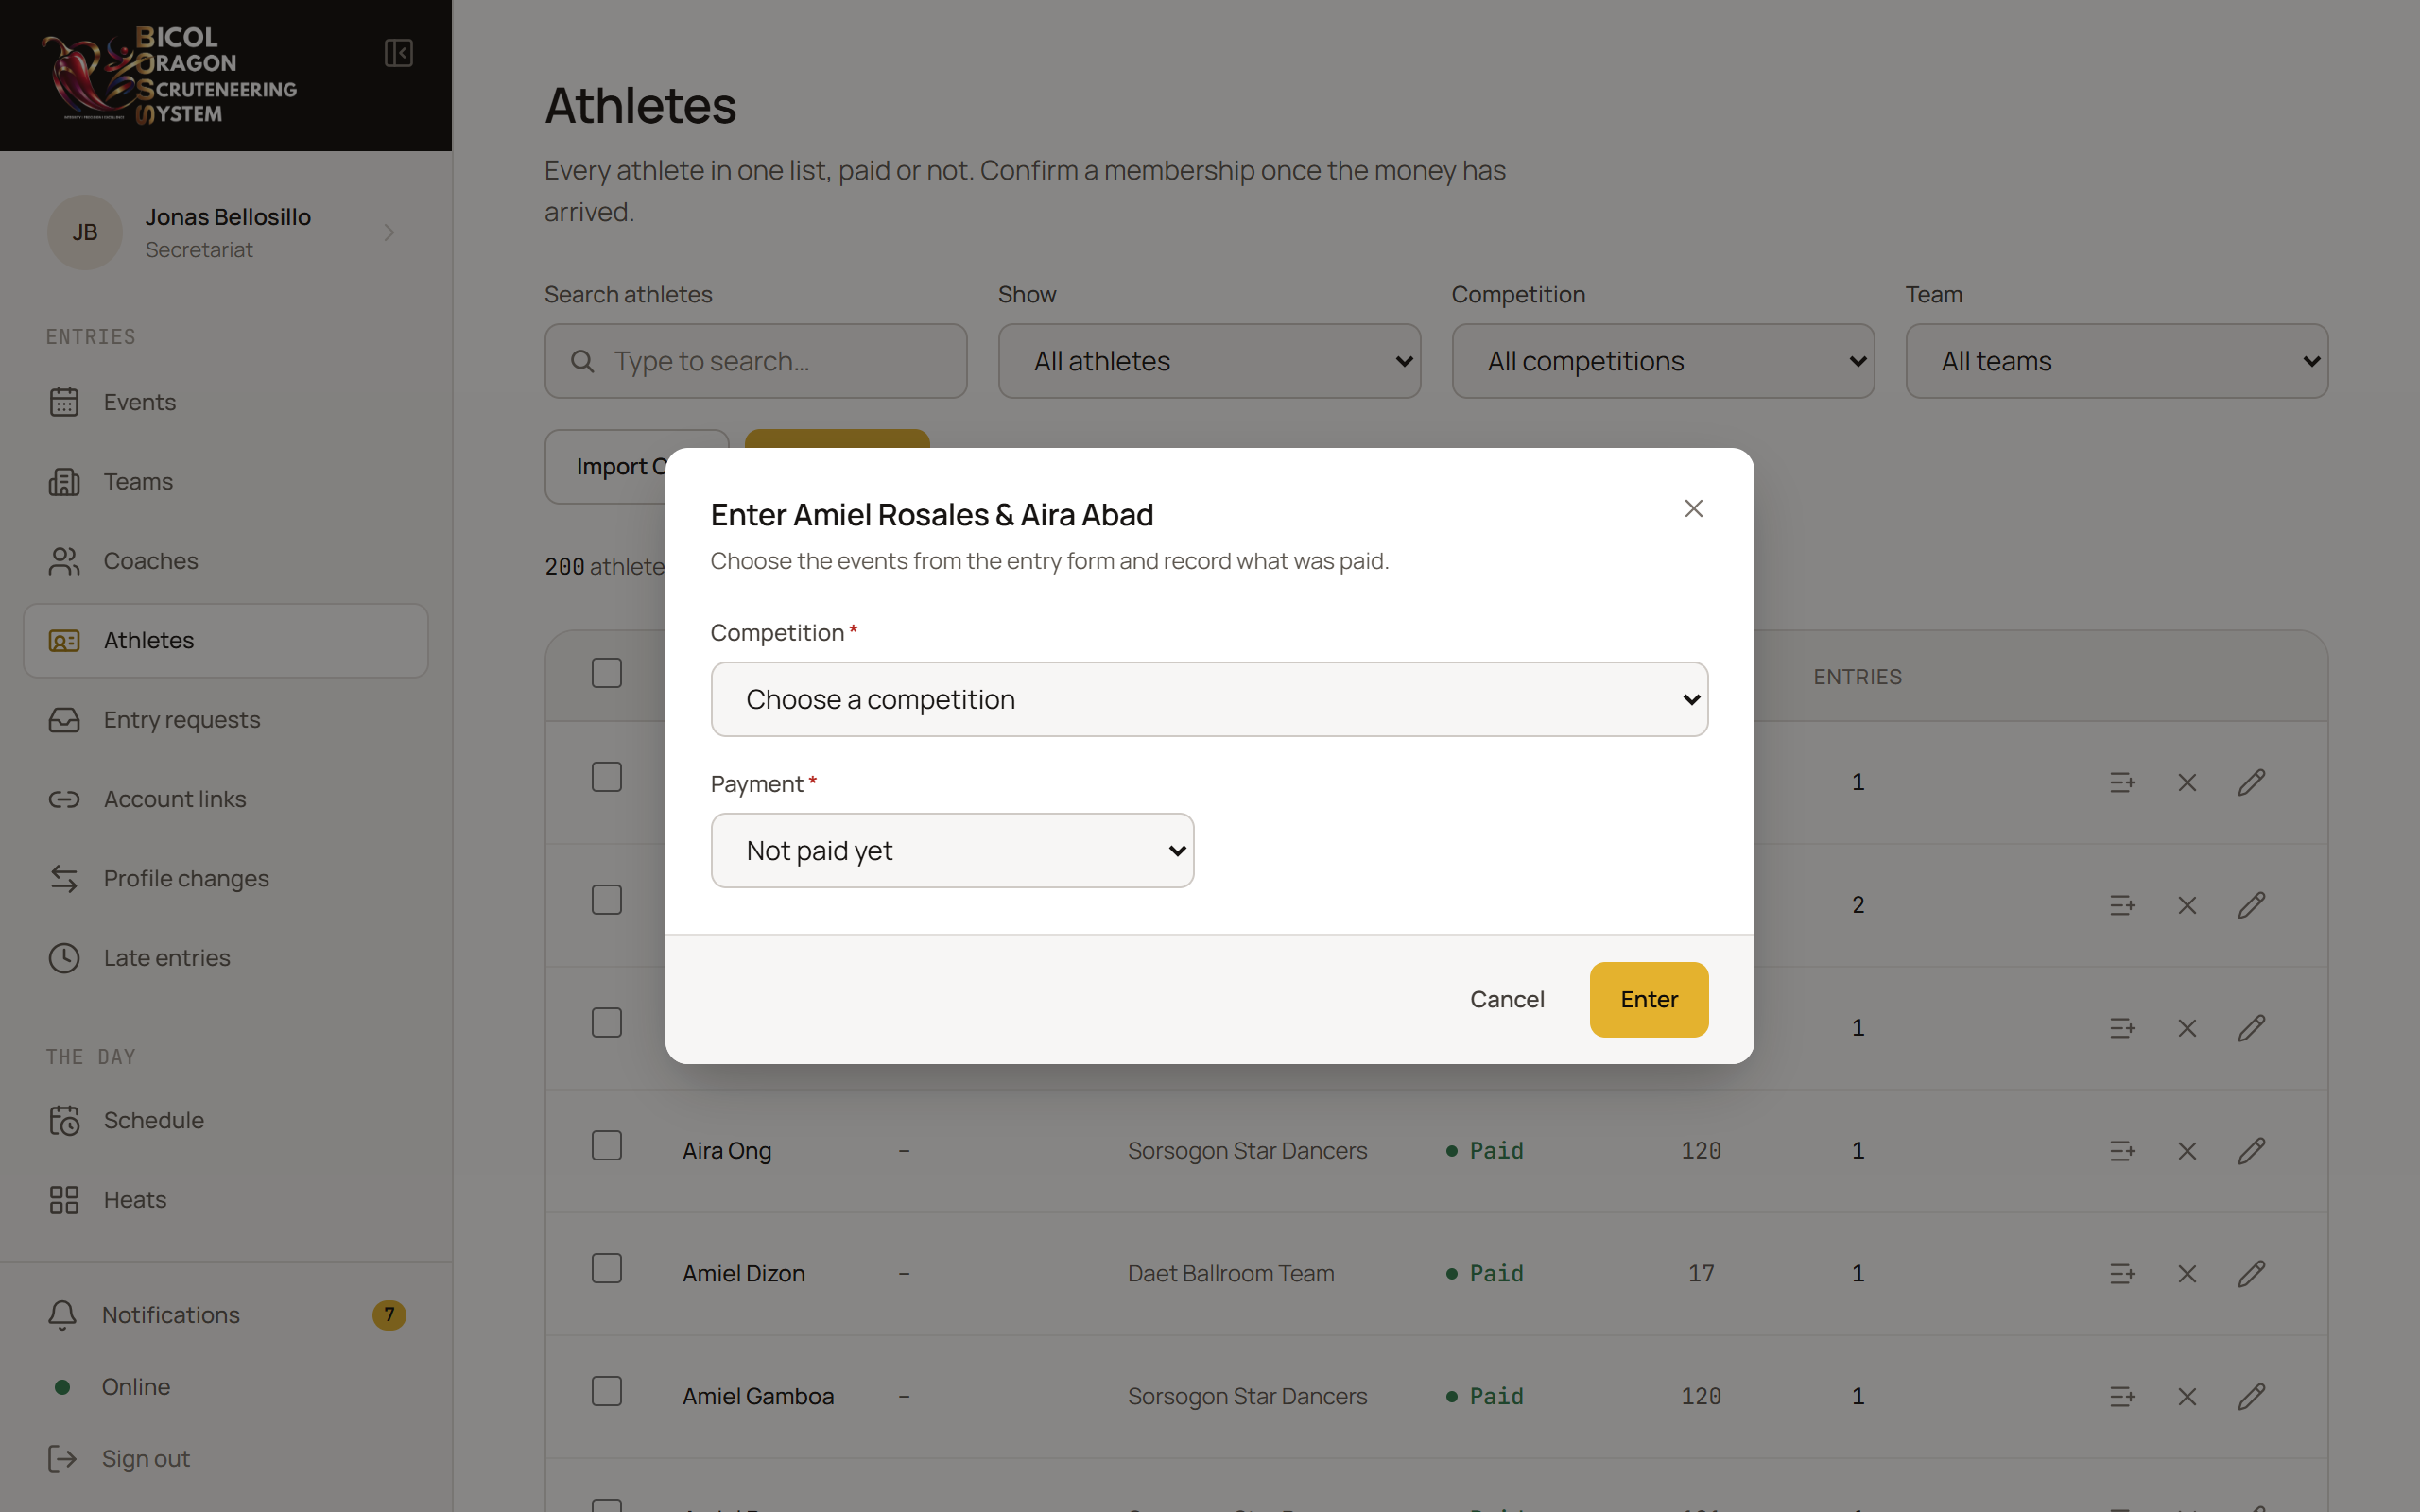 BICOL
DRAGON
SCRUTENEERING
SYSTEM
JB
Jonas Bellosillo
Secretariat
ENTRIES
Events
Teams
Coaches
Athletes
Entry requests
Account links
Profile changes
Late entries
THE DAY
Schedule
Heats
Notifications
7
Online
Sign out
Athletes
Every athlete in one list, paid or not. Confirm a membership once the money has
arrived.
Search athletes
Show
Competition
Team
Type to search...
All athletes
All competitions
All teams
Import
200 athlete
Enter Amiel Rosales & Aira Abad
Choose the events from the entry form and record what was paid.
Competition *
Choose a competition
Payment *
Not paid yet
Cancel
Enter
ENTRIES
1
2
1
Aira Ong – Sorsogon Star Dancers Paid 120 1
Amiel Dizon – Daet Ballroom Team Paid 17 1
Amiel Gamboa – Sorsogon Star Dancers Paid 120 1